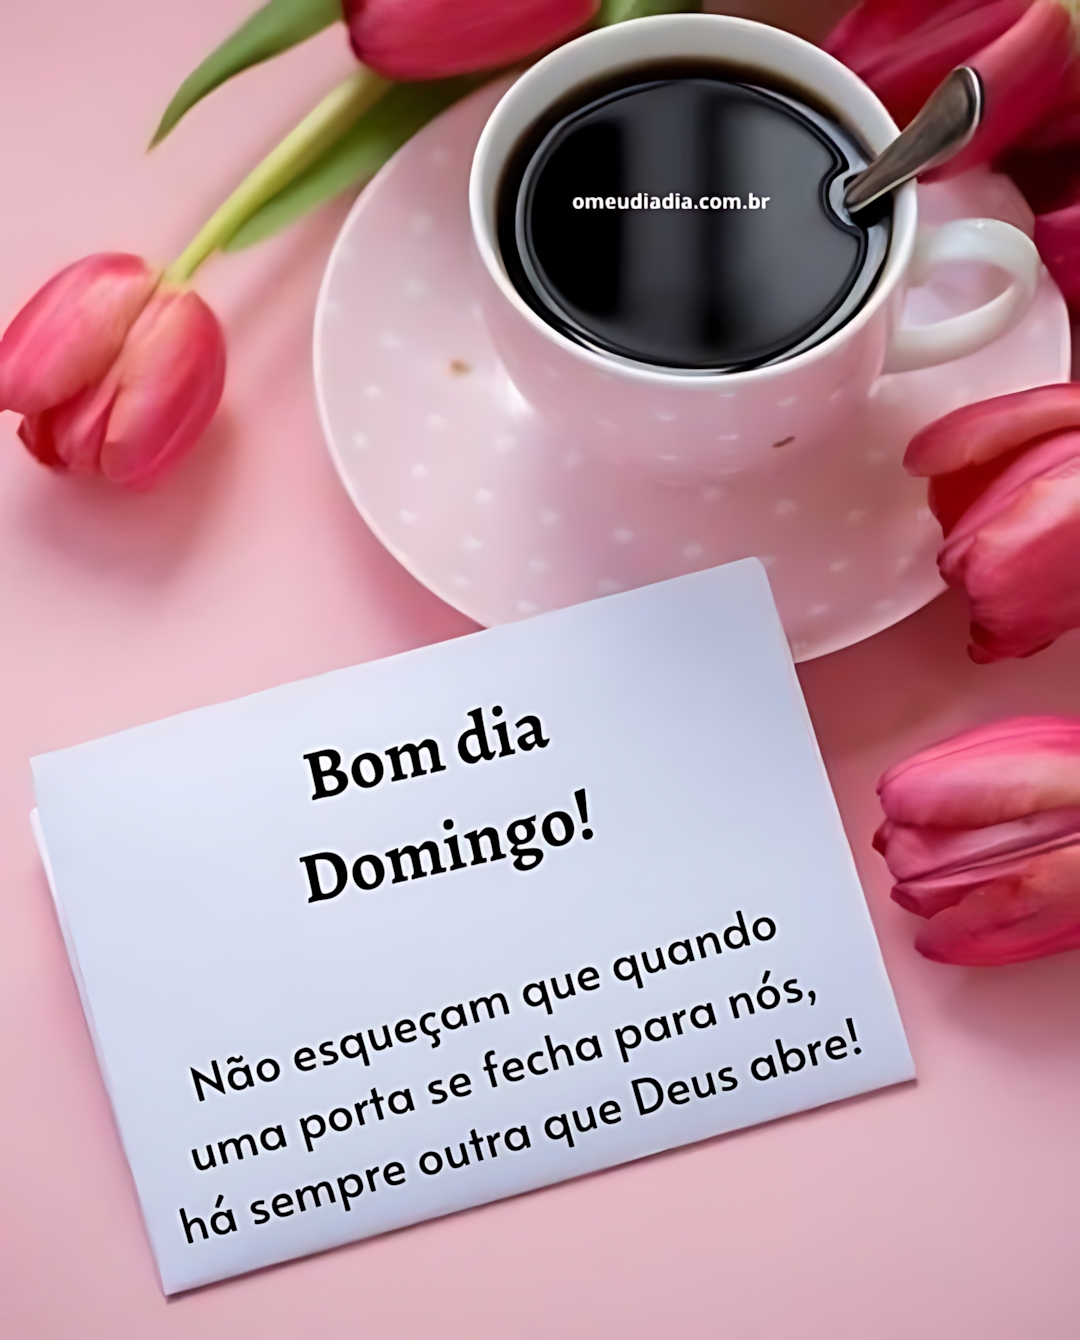 omeudiadia.com.br
Bom dia
Domingo!
Não esqueçam que quando
uma porta se fecha para nós,
há sempre outra que Deus abre!